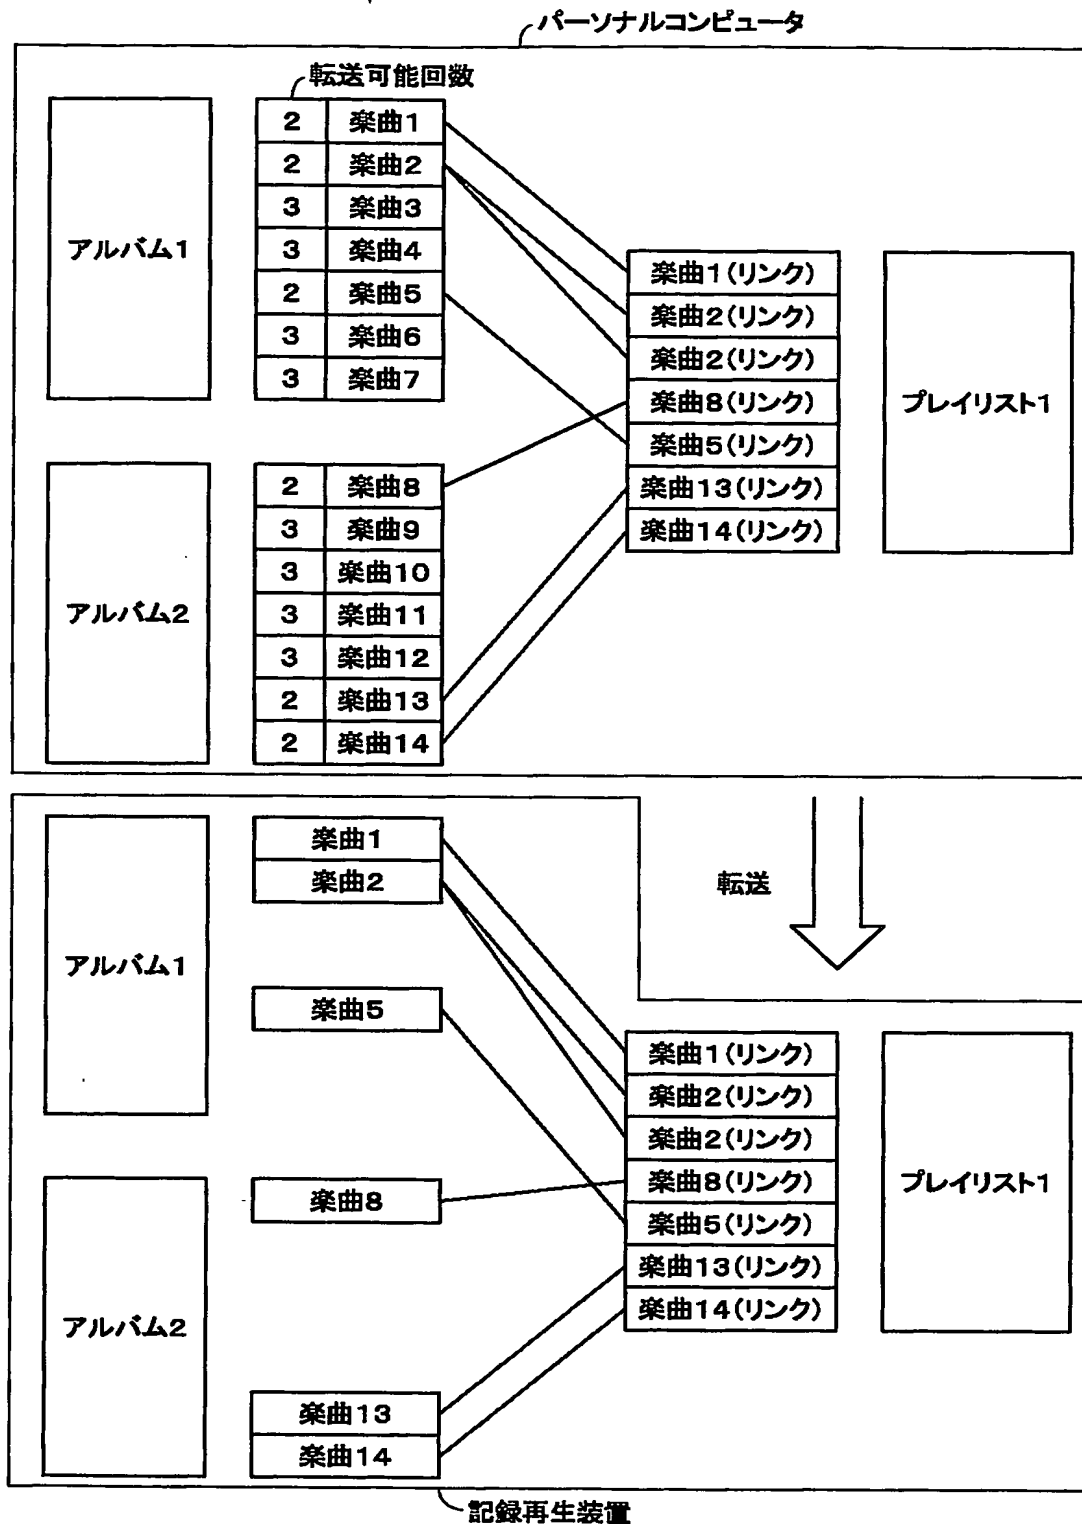 パーソナルコンピュータ
転送可能回数
アルバム1
2 楽曲1
2 楽曲2
3 楽曲3
3 楽曲4
2 楽曲5
3 楽曲6
3 楽曲7
アルバム2
2 楽曲8
3 楽曲9
3 楽曲10
3 楽曲11
3 楽曲12
2 楽曲13
2 楽曲14
楽曲1(リンク)
楽曲2(リンク)
楽曲2(リンク)
楽曲8(リンク)
楽曲5(リンク)
楽曲13(リンク)
楽曲14(リンク)
プレイリスト1
転送
アルバム1
楽曲1
楽曲2
楽曲5
アルバム2
楽曲8
楽曲13
楽曲14
楽曲1(リンク)
楽曲2(リンク)
楽曲2(リンク)
楽曲8(リンク)
楽曲5(リンク)
楽曲13(リンク)
楽曲14(リンク)
プレイリスト1
記録再生装置